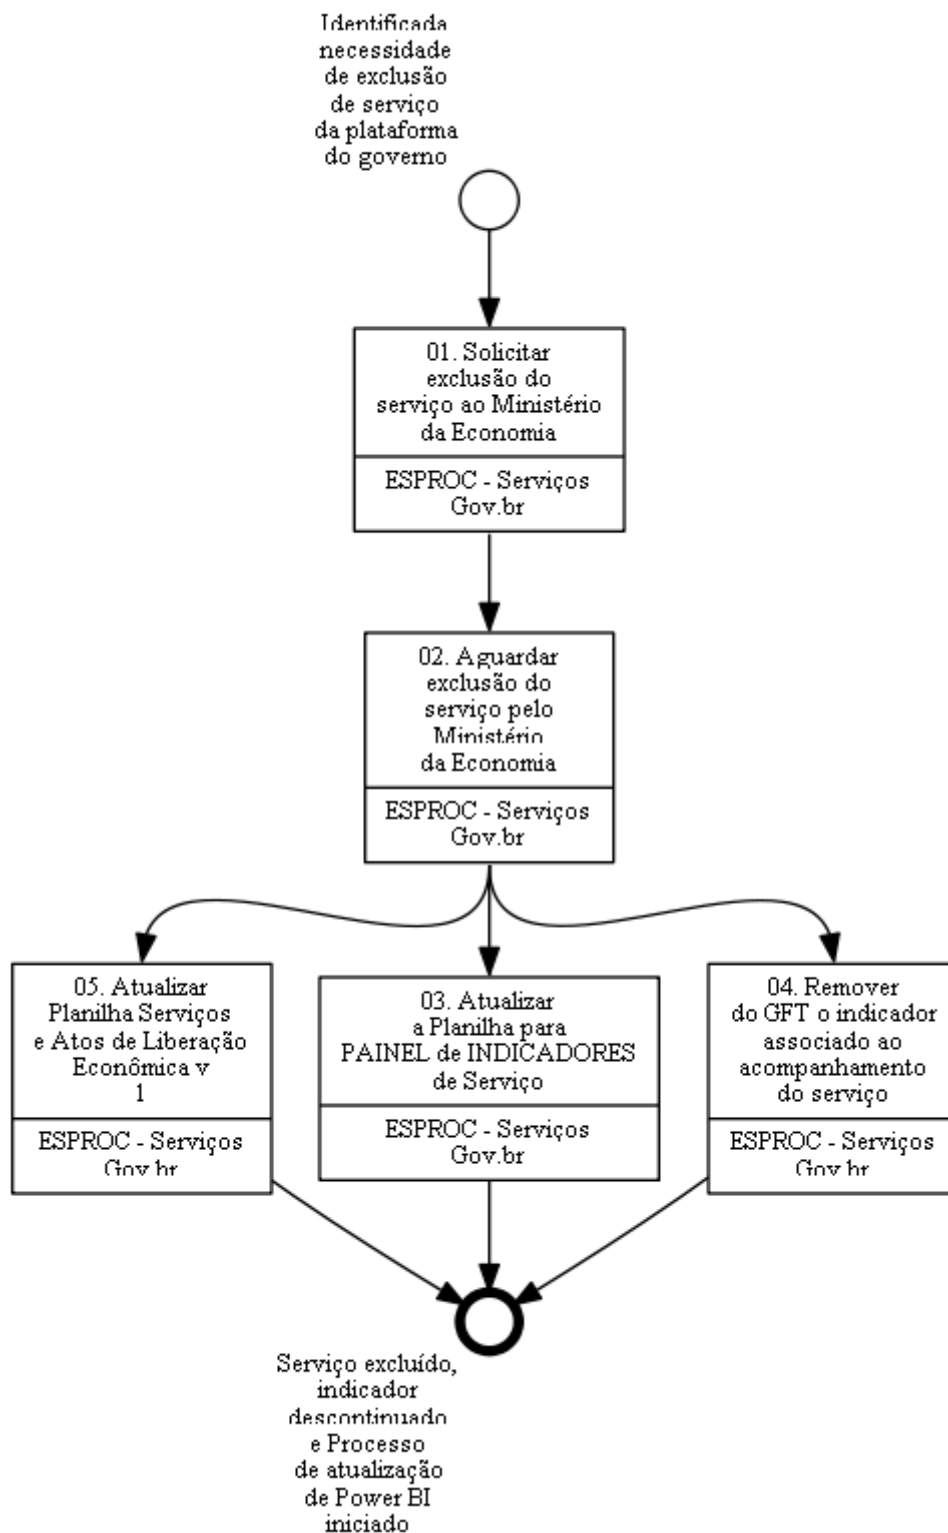 Identificada
necessidade
de exclusão
de serviço
da plataforma
do governo
01. Solicitar
exclusão do
serviço ao Ministério
da Economia
ESPROC - Serviços
Gov.br
02. Aguardar
exclusão do
serviço pelo
Ministério
da Economia
ESPROC - Serviços
Gov.br
05. Atualizar
Planilha Serviços
e Atos de Liberação
Econômica v
1
ESPROC - Serviços
Gov.br
03. Atualizar
a Planilha para
PAINEL de INDICADORES
de Serviço
ESPROC - Serviços
Gov.br
04. Remover
do GFT o indicador
associado ao
acompanhamento
do serviço
ESPROC - Serviços
Gov.br
Serviço excluído,
indicador
descontinuado
e Processo
de atualização
de Power BI
iniciado